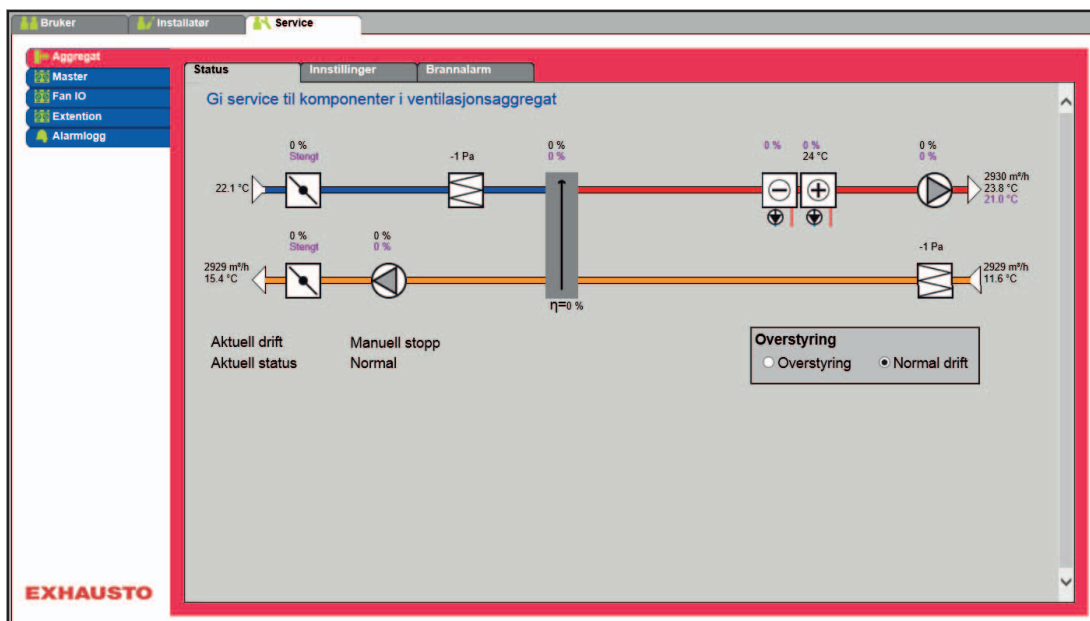 Bruker Installatør Service
Aggregat
Master
Fan IO
Extention
Alarmlogg
Status Innstillinger Brannalarm
Gi service til komponenter i ventilasjonsaggregat
0 % 0 % 0 % 0 % 0 %
Stengt -1 Pa 0 % 24 °C 0 %
22.1 °C
2930 m³/h
23.8 °C
21.0 °C
0 % 0 %
Stengt 0 %
-1 Pa
2929 m³/h 2929 m³/h
15.4 °C 11.6 °C
η=0 %
Aktuell drift Manuell stopp
Aktuell status Normal
Overstyring
Overstyring Normal drift
EXHAUSTO